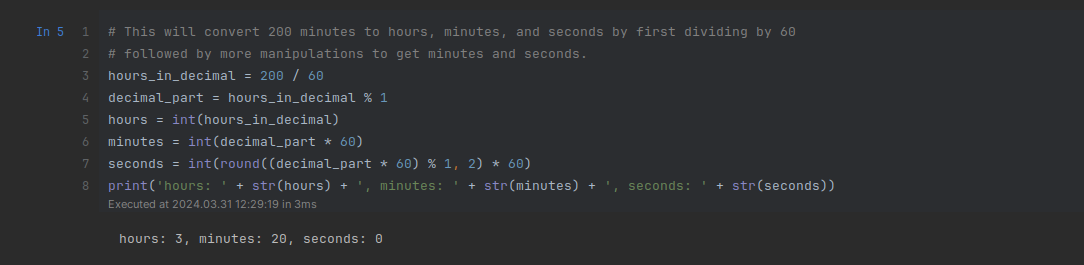 In 5 1 # This will convert 200 minutes to hours, minutes, and seconds by first dividing by 60
2 # followed by more manipulations to get minutes and seconds.
3 hours_in_decimal = 200 / 60
4 decimal_part = hours_in_decimal % 1
5 hours = int(hours_in_decimal)
6 minutes = int(decimal_part * 60)
7 seconds = int(round((decimal_part * 60) % 1, 2) * 60)
8 print('hours: ' + str(hours) + ', minutes: ' + str(minutes) + ', seconds: ' + str(seconds))
Executed at 2024.03.31 12:29:19 in 3ms
hours: 3, minutes: 20, seconds: 0